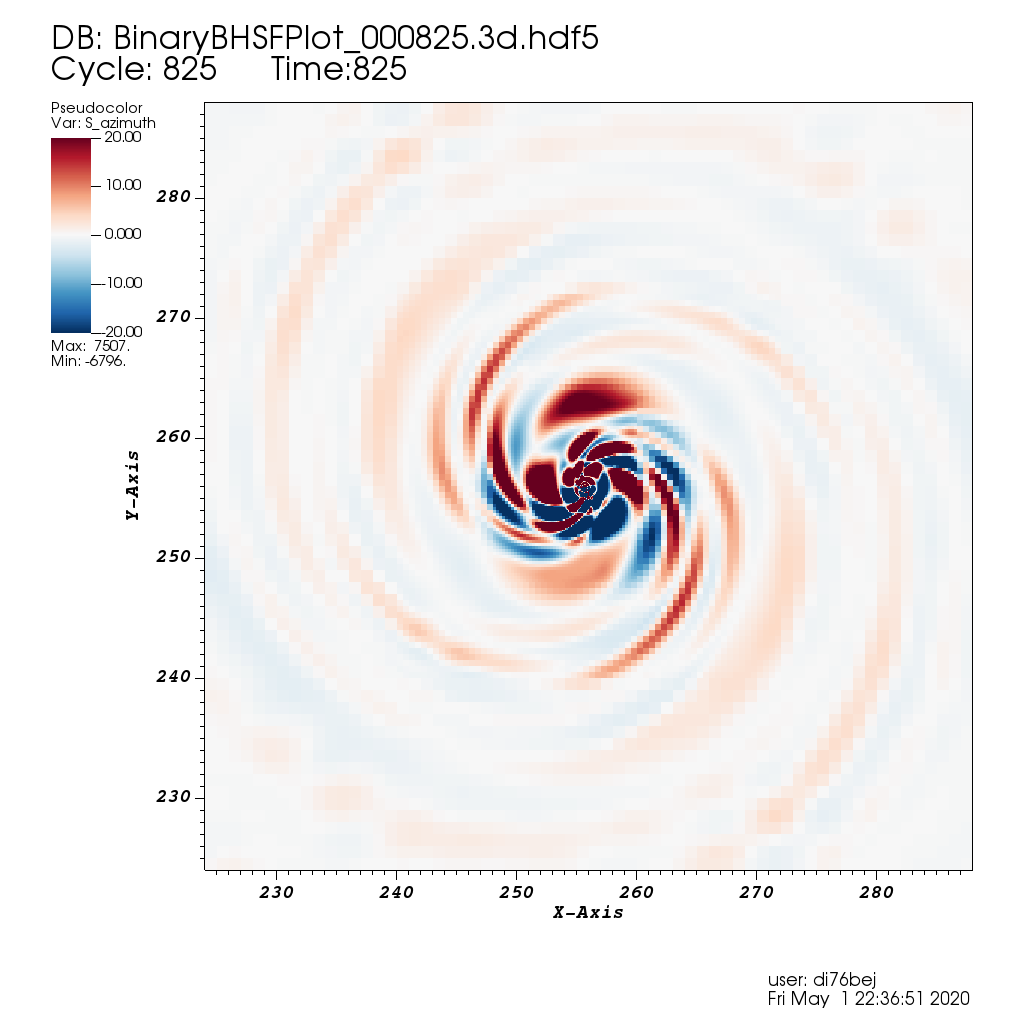 DB: BinaryBHSFPlot_000825.3d.hdf5
Cycle: 825 Time:825
Pseudocolor
Var: S_azimuth
20.00
10.00
0.000
-10.00
-20.00
Max: 7507.
Min: -6796.
280
270
260
250
240
230
Y-Axis
230 240 250 260 270 280
X-Axis
user: di76bej
Fri May 1 22:36:51 2020